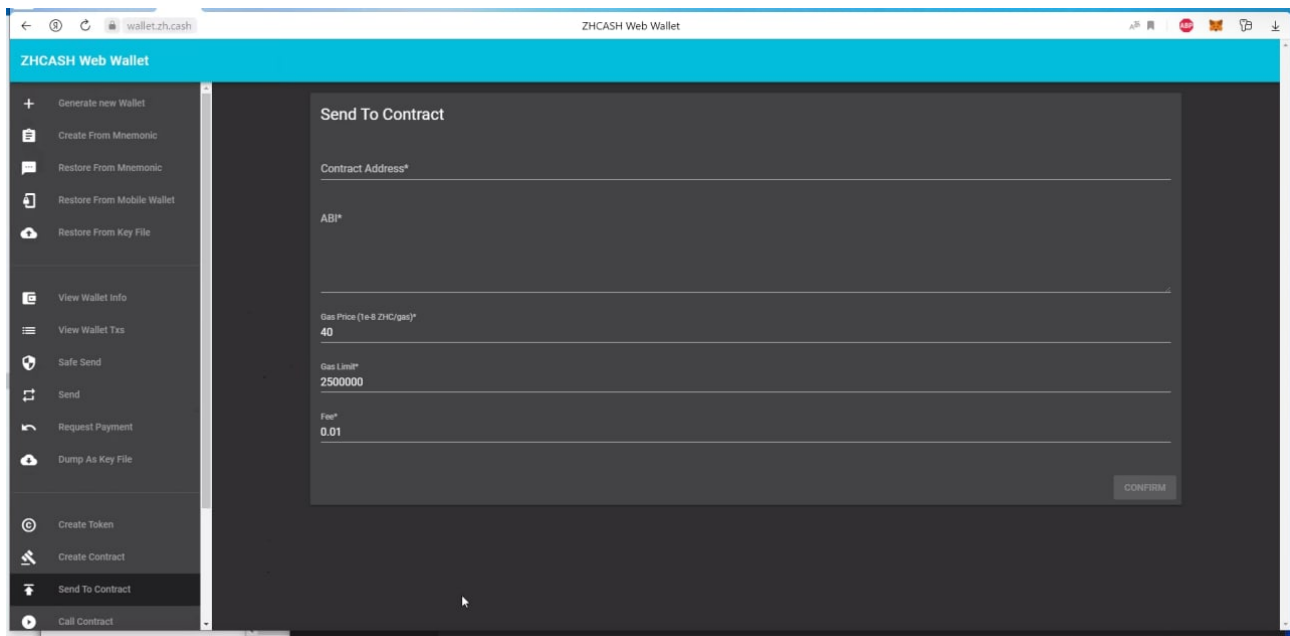 wallet.zh.cash
ZHCASH Web Wallet
ABP
ZHCASH Web Wallet
Generate new Wallet
Create From Mnemonic
Restore From Mnemonic
Restore From Mobile Wallet
Restore From Key File
View Wallet Info
View Wallet Txs
Safe Send
Send
Request Payment
Dump As Key File
Create Token
Create Contract
Send To Contract
Call Contract
Send To Contract
Contract Address*
ABI*
Gas Price (1e-8 ZHC/gas)*
40
Gas Limit*
2500000
Fee*
0.01
CONFIRM